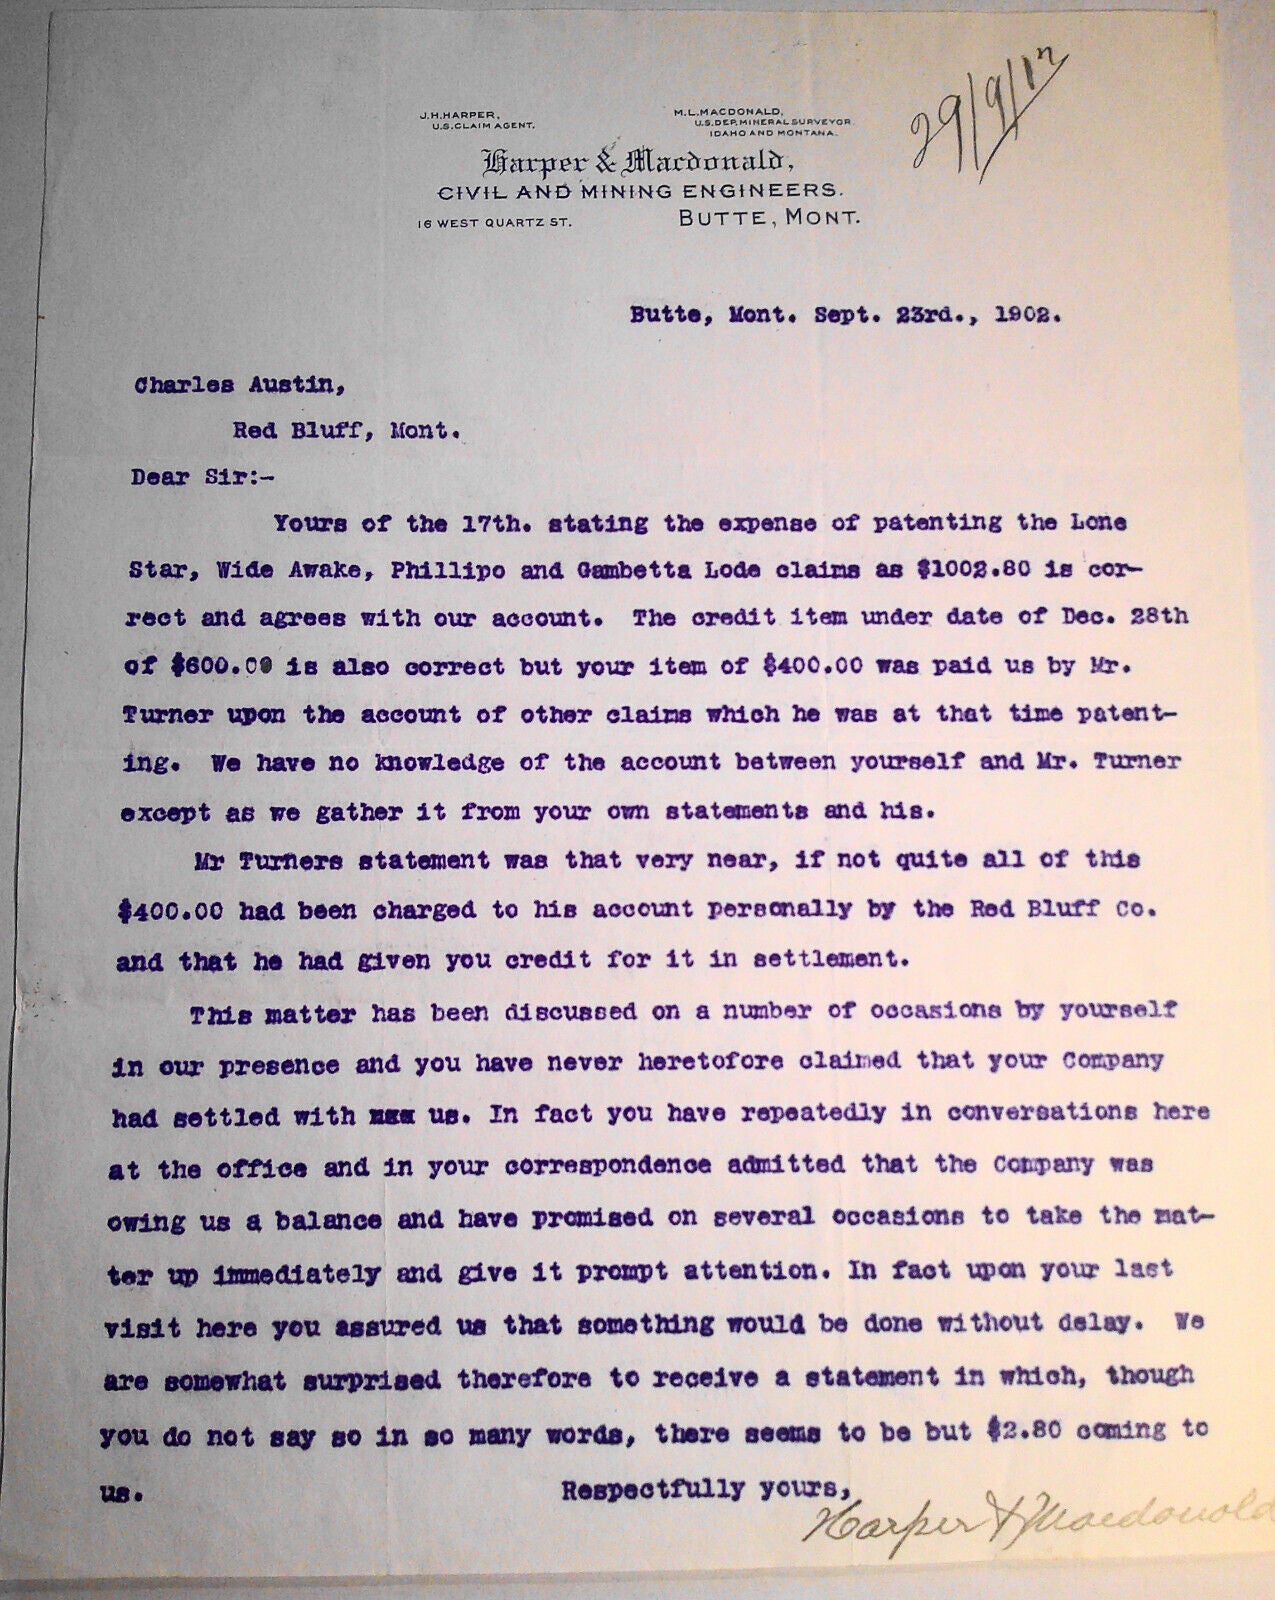 29/9/02
J.H.HARPER,
U.S.CLAIM AGENT.
M.L.MACDONALD,
U.S.DEP.MINERAL SURVEYOR
IDAHO AND MONTANA.
Harper & Macdonald,
CIVIL AND MINING ENGINEERS.
16 WEST QUARTZ ST. BUTTE, MONT.
Butte, Mont. Sept. 23rd., 1902.
Charles Austin,
Red Bluff, Mont.
Dear Sir:-
Yours of the 17th. stating the expense of patenting the Lone
Star, Wide Awake, Phillipo and Gambetta Lode claims as $1002.80 is cor-
rect and agrees with our account. The credit item under date of Dec. 28th
of $600.00 is also correct but your item of $400.00 was paid us by Mr.
Turner upon the account of other claims which he was at that time patent-
ing. We have no knowledge of the account between yourself and Mr. Turner
except as we gather it from your own statements and his.
Mr Turners statement was that very near, if not quite all of this
$400.00 had been charged to his account personally by the Red Bluff Co.
and that he had given you credit for it in settlement.
This matter has been discussed on a number of occasions by yourself
in our presence and you have never heretofore claimed that your Company
had settled with us. In fact you have repeatedly in conversations here
at the office and in your correspondence admitted that the Company was
owing us a balance and have promised on several occasions to take the mat-
ter up immediately and give it prompt attention. In fact upon your last
visit here you assured us that something would be done without delay. We
are somewhat surprised therefore to receive a statement in which, though
you do not say so in so many words, there seems to be but $2.80 coming to
us. Respectfully yours,
Harper & Macdonald